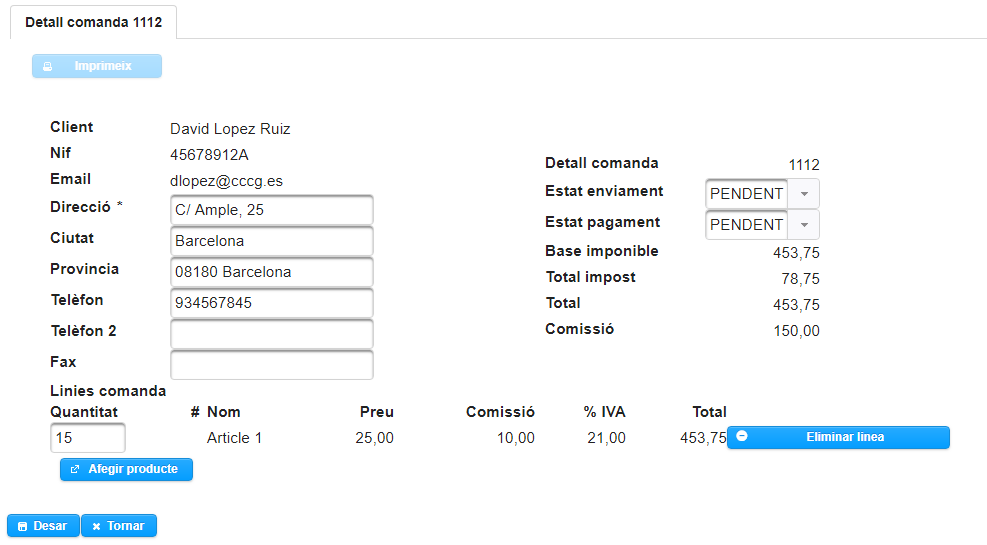 Detall comanda 1112
Imprimeix
Client David Lopez Ruiz
Nif 45678912A
Email dlopez@cccg.es
Direcció * C/ Ample, 25
Ciutat Barcelona
Provincia 08180 Barcelona
Telèfon 934567845
Telèfon 2
Fax
Detall comanda 1112
Estat enviament PENDENT
Estat pagament PENDENT
Base imponible 453,75
Total impost 78,75
Total 453,75
Comissió 150,00
Linies comanda
Quantitat # Nom Preu Comissió % IVA Total
15 Article 1 25,00 10,00 21,00 453,75 Eliminar línea
Afegir producte
Desar Tornar